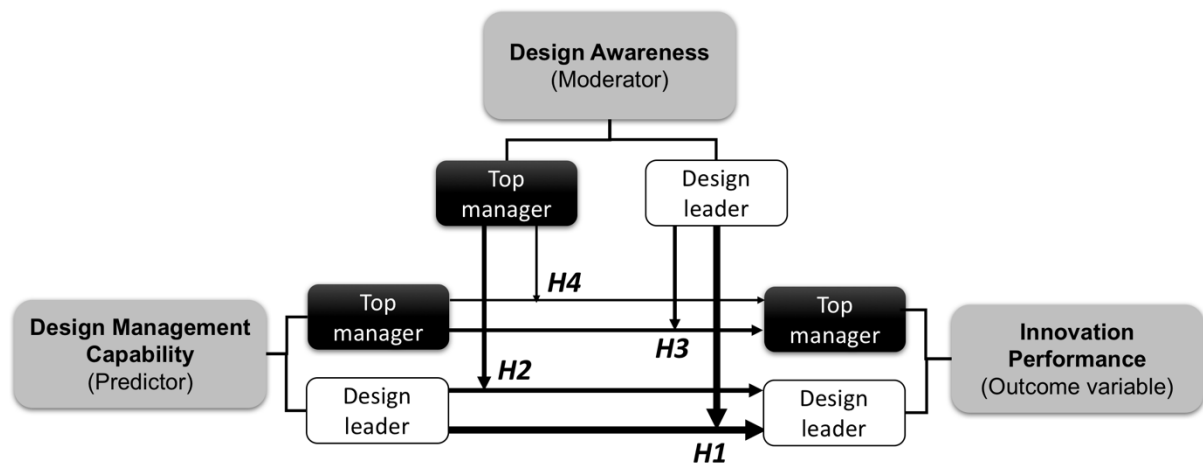 Design Awareness
(Moderator)
Top
manager
Design
leader
H4
Top
manager
Top
manager
Design Management
Capability
(Predictor)
H3
Innovation
Performance
(Outcome variable)
H2
Design
leader
Design
leader
H1